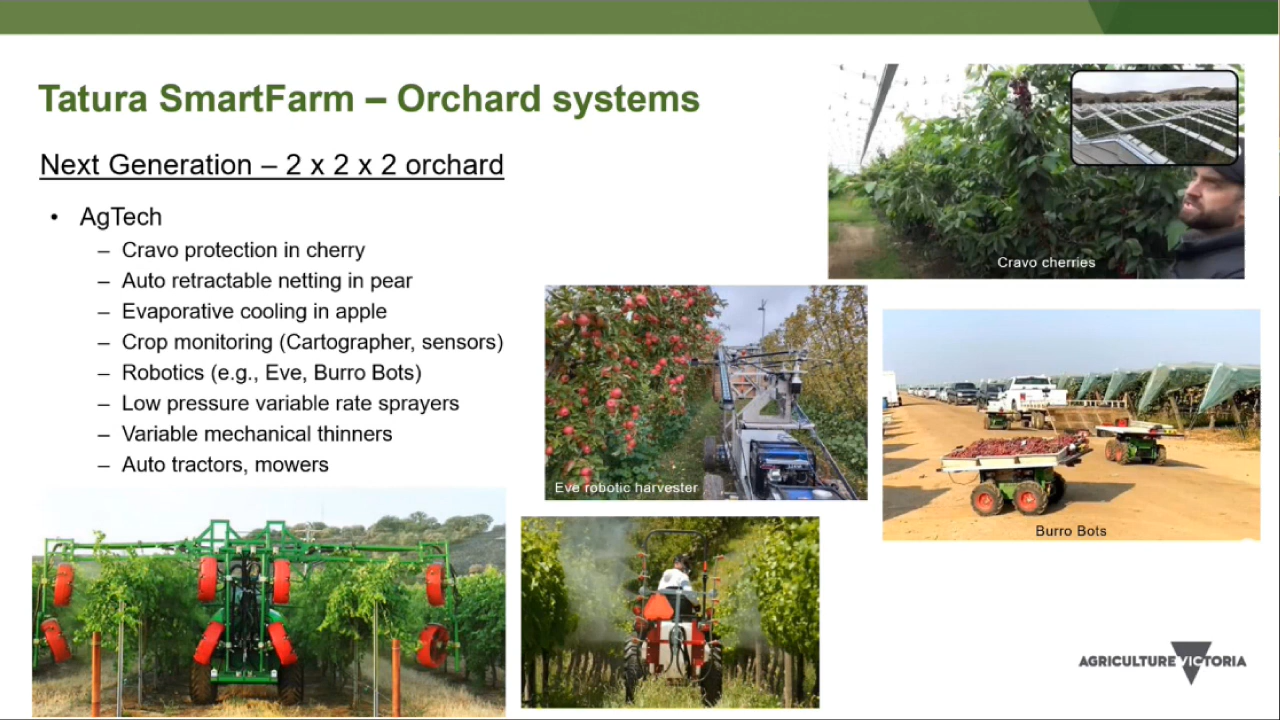 Tatura SmartFarm – Orchard systems
Next Generation – 2 x 2 x 2 orchard
• AgTech
– Cravo protection in cherry
– Auto retractable netting in pear
– Evaporative cooling in apple
– Crop monitoring (Cartographer, sensors)
– Robotics (e.g., Eve, Burro Bots)
– Low pressure variable rate sprayers
– Variable mechanical thinners
– Auto tractors, mowers
Cravo cherries
Eve robotic harvester
Burro Bots
AGRICULTURE VICTORIA